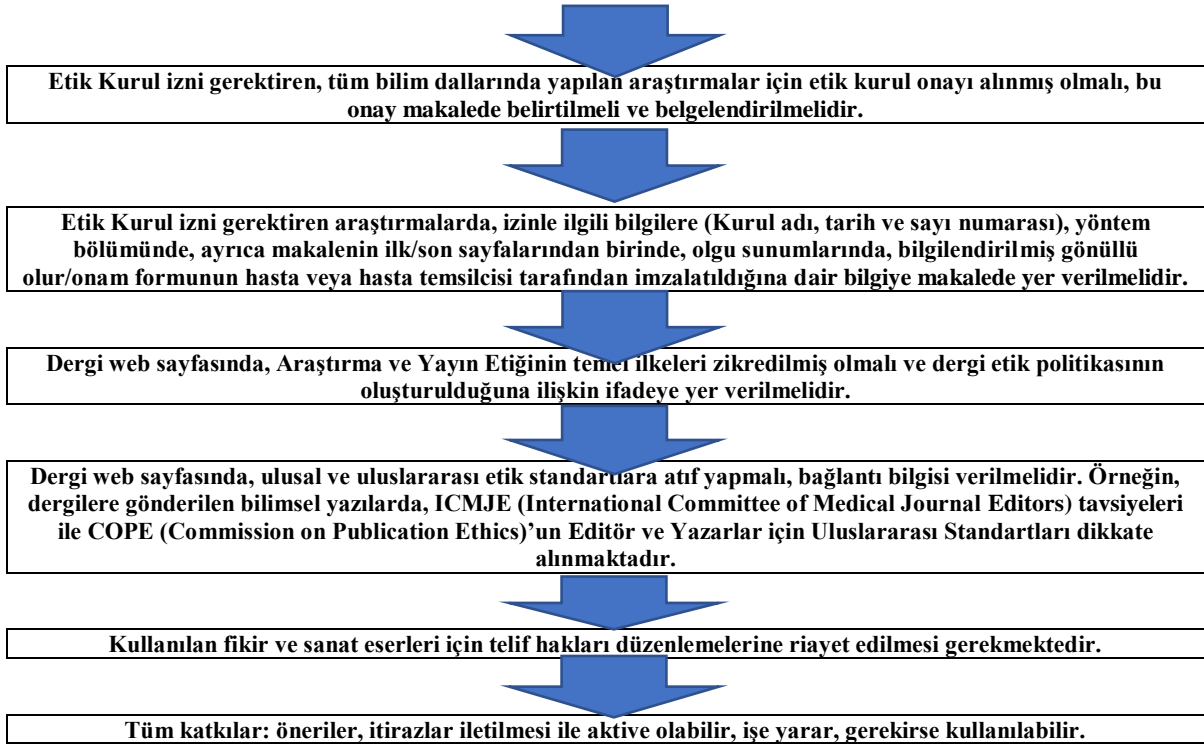 Etik Kurul izni gerektiren, tüm bilim dallarında yapılan araştırmalar için etik kurul onayı alınmış olmalı, bu
onay makalede belirtilmeli ve belgelendirilmelidir.
Etik Kurul izni gerektiren araştırmalarda, izinle ilgili bilgilere (Kurul adı, tarih ve sayı numarası), yöntem
bölümünde, ayrıca makalenin ilk/son sayfalarından birinde, olgu sunumlarında, bilgilendirilmiş gönüllü
olur/onam formunun hasta veya hasta temsilcisi tarafından imzalatıldığına dair bilgiye makalede yer verilmelidir.
Dergi web sayfasında, Araştırma ve Yayın Etiğinin temel ilkeleri zikredilmiş olmalı ve dergi etik politikasının
oluşturulduğuna ilişkin ifadeye yer verilmelidir.
Dergi web sayfasında, ulusal ve uluslararası etik standartlara atıf yapmalı, bağlantı bilgisi verilmelidir. Örneğin,
dergilere gönderilen bilimsel yazılarda, ICMJE (International Committee of Medical Journal Editors) tavsiyeleri
ile COPE (Commission on Publication Ethics)’un Editör ve Yazarlar için Uluslararası Standartları dikkate
alınmaktadır.
Kullanılan fikir ve sanat eserleri için telif hakları düzenlemelerine riayet edilmesi gerekmektedir.
Tüm katkılar: öneriler, itirazlar iletilmesi ile aktive olabilir, işe yarar, gerekirse kullanılabilir.